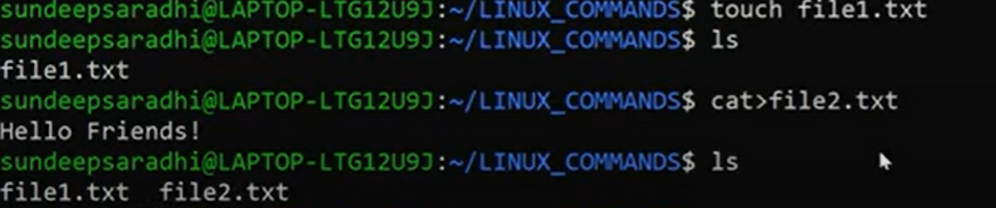 sundeepsaradhi@LAPTOP-LTG12U9J:~/LINUX_COMMANDS$ touch file1.txt
sundeepsaradhi@LAPTOP-LTG12U9J:~/LINUX_COMMANDS$ ls
file1.txt
sundeepsaradhi@LAPTOP-LTG12U9J:~/LINUX_COMMANDS$ cat>file2.txt
Hello Friends!
sundeepsaradhi@LAPTOP-LTG12U9J:~/LINUX_COMMANDS$ ls
file1.txt  file2.txt